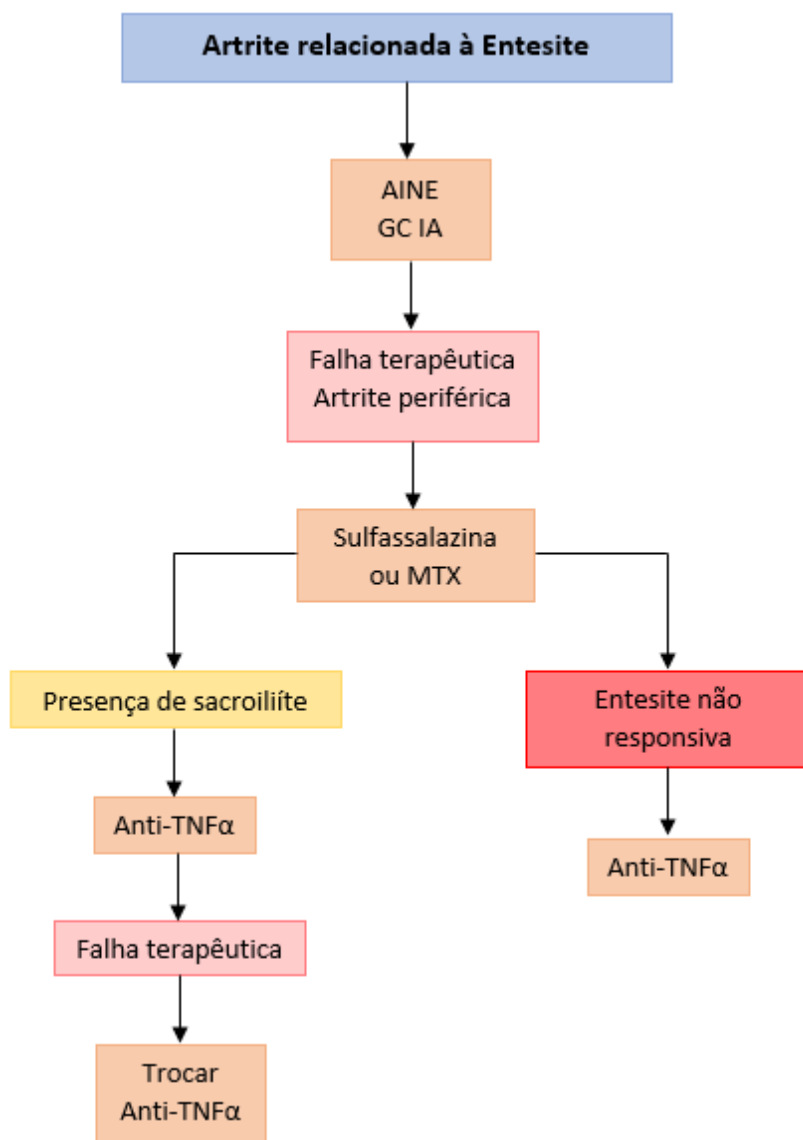 Artrite relacionada à Entesite
AINE
GC IA
Falha terapêutica
Artrite periférica
Sulfassalazina
ou MTX
Presença de sacroiliíte
Entesite não
responsiva
Anti-TNFα
Anti-TNFα
Falha terapêutica
Trocar
Anti-TNFα